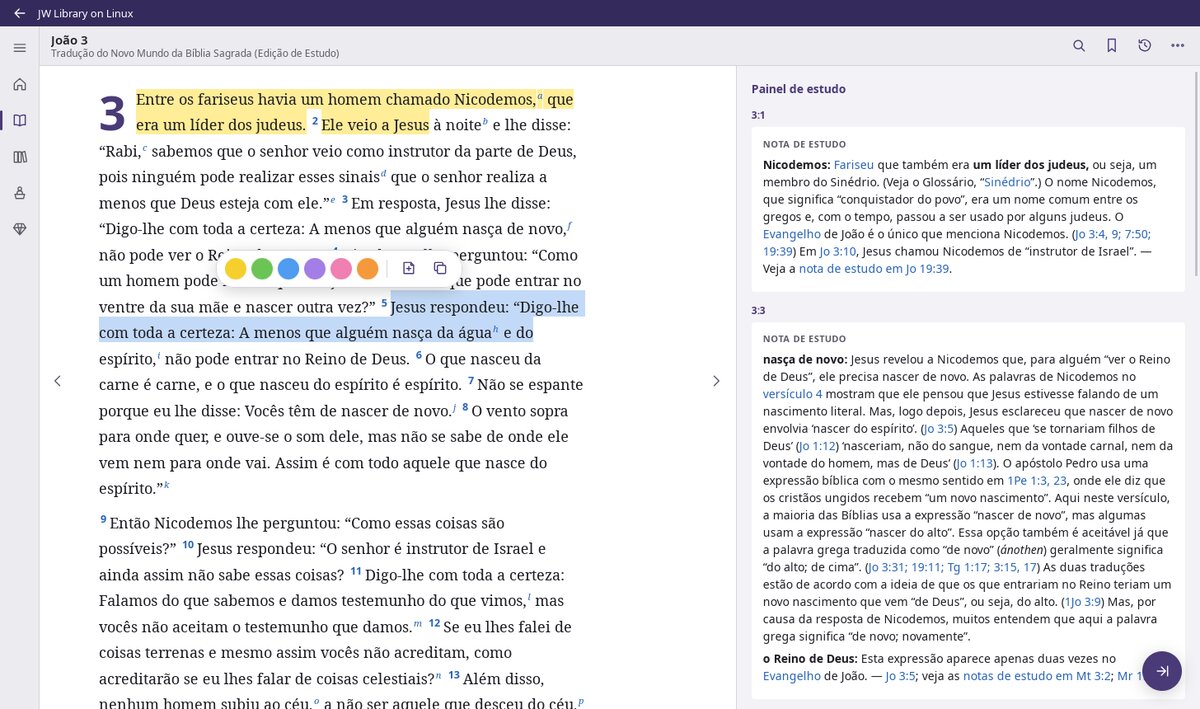 JW Library on Linux
João 3
Tradução do Novo Mundo da Bíblia Sagrada (Edição de Estudo)
3 Entre os fariseus havia um homem chamado Nicodemos,a que
era um líder dos judeus. 2 Ele veio a Jesus à noiteb e lhe disse:
“Rabi,c sabemos que o senhor veio como instrutor da parte de Deus,
pois ninguém pode realizar esses sinaisd que o senhor realiza a
menos que Deus esteja com ele.”e 3 Em resposta, Jesus lhe disse:
“Digo-lhe com toda a certeza: A menos que alguém nasça de novo,f
não pode ver o perguntou: “Como
um homem pode que pode entrar no
ventre da sua mãe e nascer outra vez?” 5 Jesus respondeu: “Digo-lhe
com toda a certeza: A menos que alguém nasça da águah e do
espírito,i não pode entrar no Reino de Deus. 6 O que nasceu da
carne é carne, e o que nasceu do espírito é espírito. 7 Não se espante
porque eu lhe disse: Vocês têm de nascer de novo.j 8 O vento sopra
para onde quer, e ouve-se o som dele, mas não se sabe de onde ele
vem nem para onde vai. Assim é com todo aquele que nasce do
espírito.”k
9 Então Nicodemos lhe perguntou: “Como essas coisas são
possíveis?” 10 Jesus respondeu: “O senhor é instrutor de Israel e
ainda assim não sabe essas coisas? 11 Digo-lhe com toda a certeza:
Falamos do que sabemos e damos testemunho do que vimos,l mas
vocês não aceitam o testemunho que damos.m 12 Se eu lhes falei de
coisas terrenas e mesmo assim vocês não acreditam, como
acreditarão se eu lhes falar de coisas celestiais?n 13 Além disso,
nenhum homem subiu ao céu,o a não ser aquele que desceu do céu,p
Painel de estudo
3:1
NOTA DE ESTUDO
Nicodemos: Fariseu que também era um líder dos judeus, ou seja, um
membro do Sinédrio. (Veja o Glossário, “Sinédrio”.) O nome Nicodemos,
que significa “conquistador do povo”, era um nome comum entre os
gregos e, com o tempo, passou a ser usado por alguns judeus. O
Evangelho de João é o único que menciona Nicodemos. (Jo 3:4, 9; 7:50;
19:39) Em Jo 3:10, Jesus chamou Nicodemos de “instrutor de Israel”. —
Veja a nota de estudo em Jo 19:39.
3:3
NOTA DE ESTUDO
nasça de novo: Jesus revelou a Nicodemos que, para alguém “ver o Reino
de Deus”, ele precisa nascer de novo. As palavras de Nicodemos no
versículo 4 mostram que ele pensou que Jesus estivesse falando de um
nascimento literal. Mas, logo depois, Jesus esclareceu que nascer de novo
envolvia ‘nascer do espírito’. (Jo 3:5) Aqueles que ‘se tornariam filhos de
Deus’ (Jo 1:12) ‘nasceriam, não do sangue, nem da vontade carnal, nem da
vontade do homem, mas de Deus’ (Jo 1:13). O apóstolo Pedro usa uma
expressão bíblica com o mesmo sentido em 1Pe 1:3, 23, onde ele diz que
os cristãos ungidos recebem “um novo nascimento”. Aqui neste versículo,
a maioria das Bíblias usa a expressão “nascer de novo”, mas algumas
usam a expressão “nascer do alto”. Essa opção também é aceitável já que
a palavra grega traduzida como “de novo” (ánothen) geralmente significa
“do alto; de cima”. (Jo 3:31; 19:11; Tg 1:17; 3:15, 17) As duas traduções
estão de acordo com a ideia de que os que entrariam no Reino teriam um
novo nascimento que vem “de Deus”, ou seja, do alto. (1Jo 3:9) Mas, por
causa da resposta de Nicodemos, muitos entendem que aqui a palavra
grega significa “de novo; novamente”.
o Reino de Deus: Esta expressão aparece apenas duas vezes no
Evangelho de João. — Jo 3:5; veja as notas de estudo em Mt 3:2; Mr